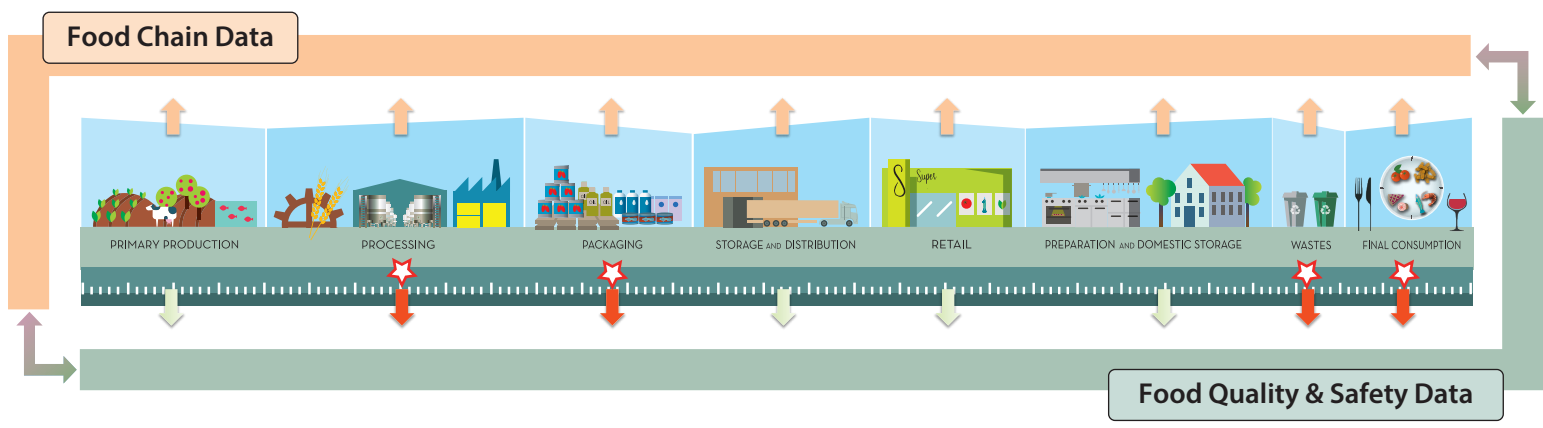 Food Chain Data
S
Super
PRIMARY PRODUCTION
PROCESSING
PACKAGING
STORAGE AND DISTRIBUTION
RETAIL
PREPARATION AND DOMESTIC STORAGE
WASTES
FINAL CONSUMPTION
Food Quality & Safety Data